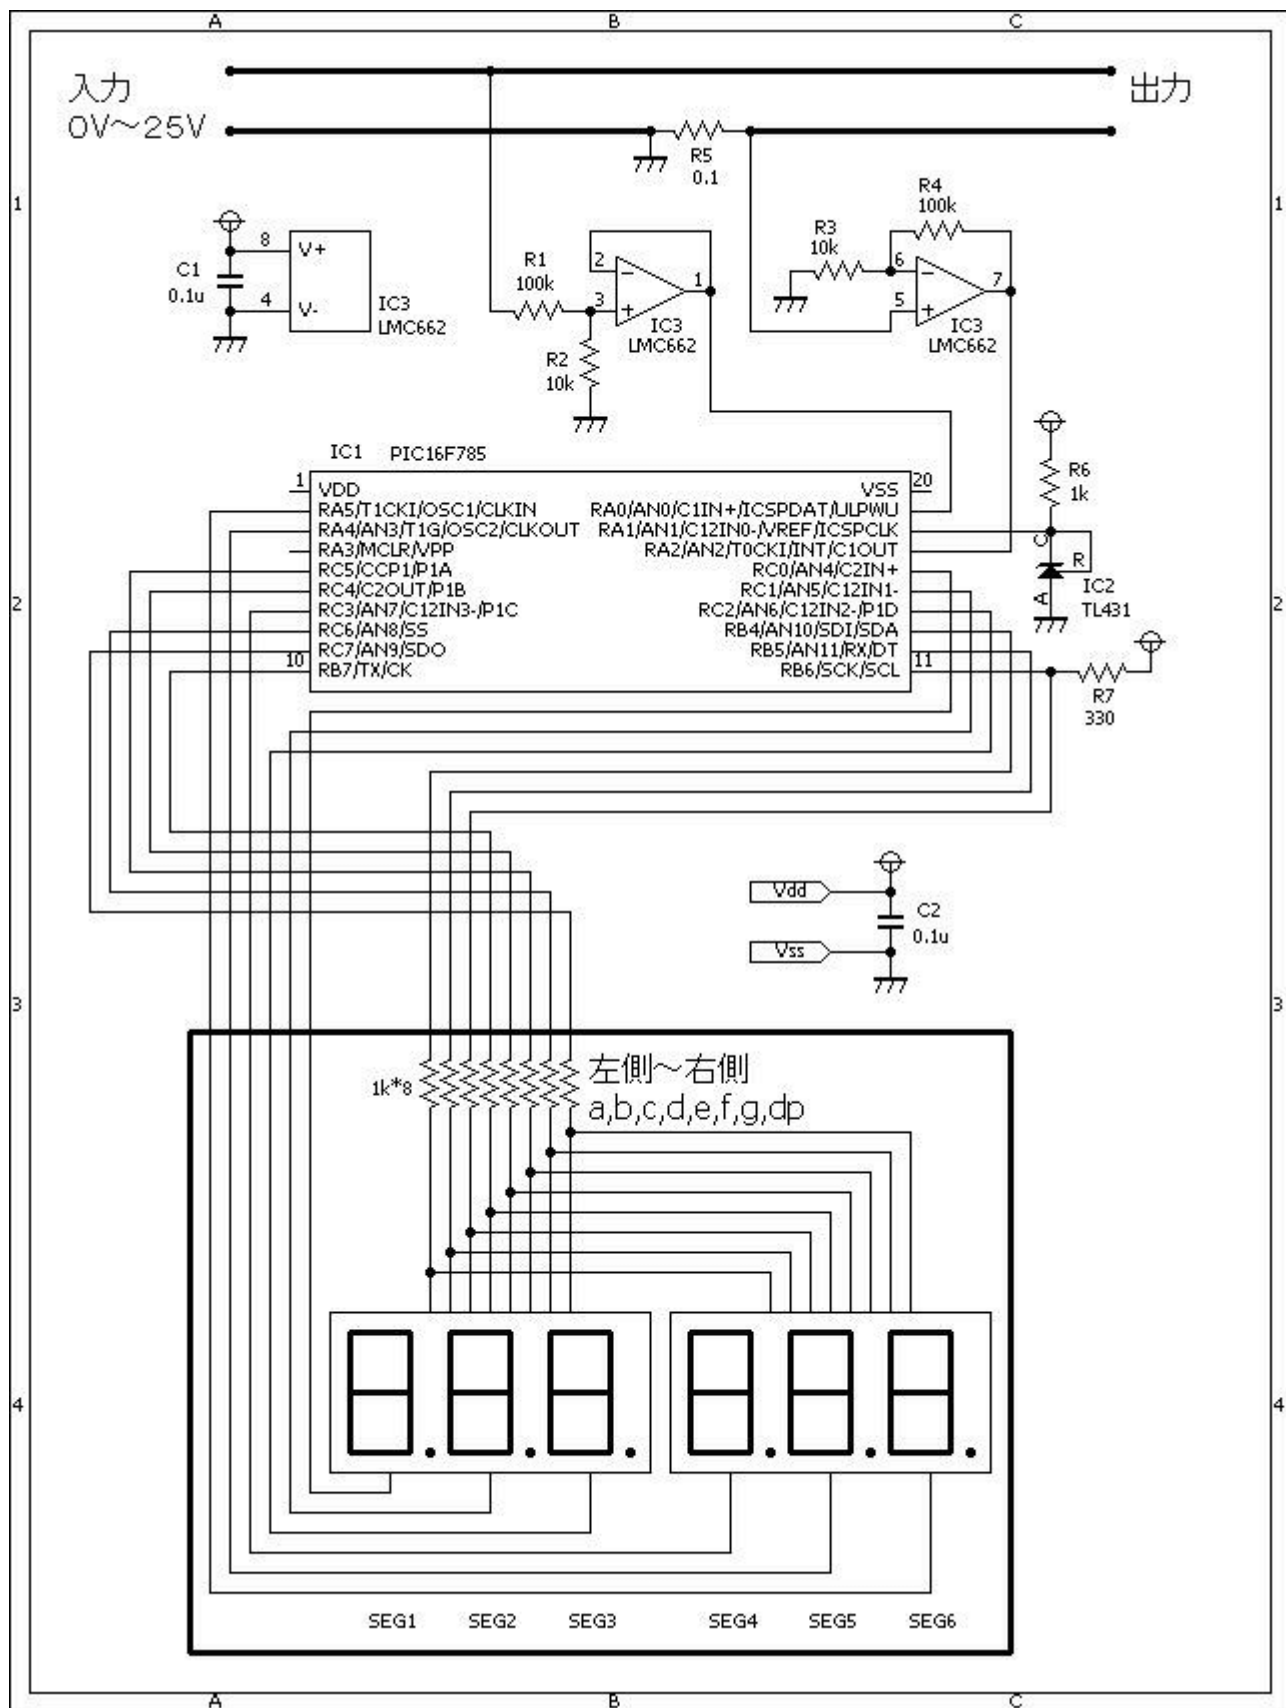 A B C
入力
0V～25V
出力
R5
0.1
1
1
R4
100k
R3
10k
8
V+
C1
0.1u
4
V-
IC3
LMC662
R1
100k
2
1
3
IC3
LMC662
R2
10k
6
7
5
IC3
LMC662
IC1 PIC16F785
1
VDD
VSS
20
RA5/T1CKI/OSC1/CLKIN
RA0/AN0/C1IN+/ICSPDAT/ULPWU
RA4/AN3/T1G/OSC2/CLKOUT
RA1/AN1/C12IN0-/VREF/ICSPCLK
RA3/MCLR/VPP
RA2/AN2/T0CKI/INT/C1OUT
RC5/CCP1/P1A
RC0/AN4/C2IN+
RC4/C2OUT/P1B
RC1/AN5/C12IN1-
RC3/AN7/C12IN3-/P1C
RC2/AN6/C12IN2-/P1D
RC6/AN8/SS
RB4/AN10/SDI/SDA
RC7/AN9/SDO
RB5/AN11/RX/DT
10
RB7/TX/CK
RB6/SCK/SCL
11
R6
1k
C
R
A
IC2
TL431
2
2
R7
330
Vdd
C2
0.1u
Vss
3
3
1k*8
左側～右側
a,b,c,d,e,f,g,dp
4
4
SEG1 SEG2 SEG3 SEG4 SEG5 SEG6
A B C